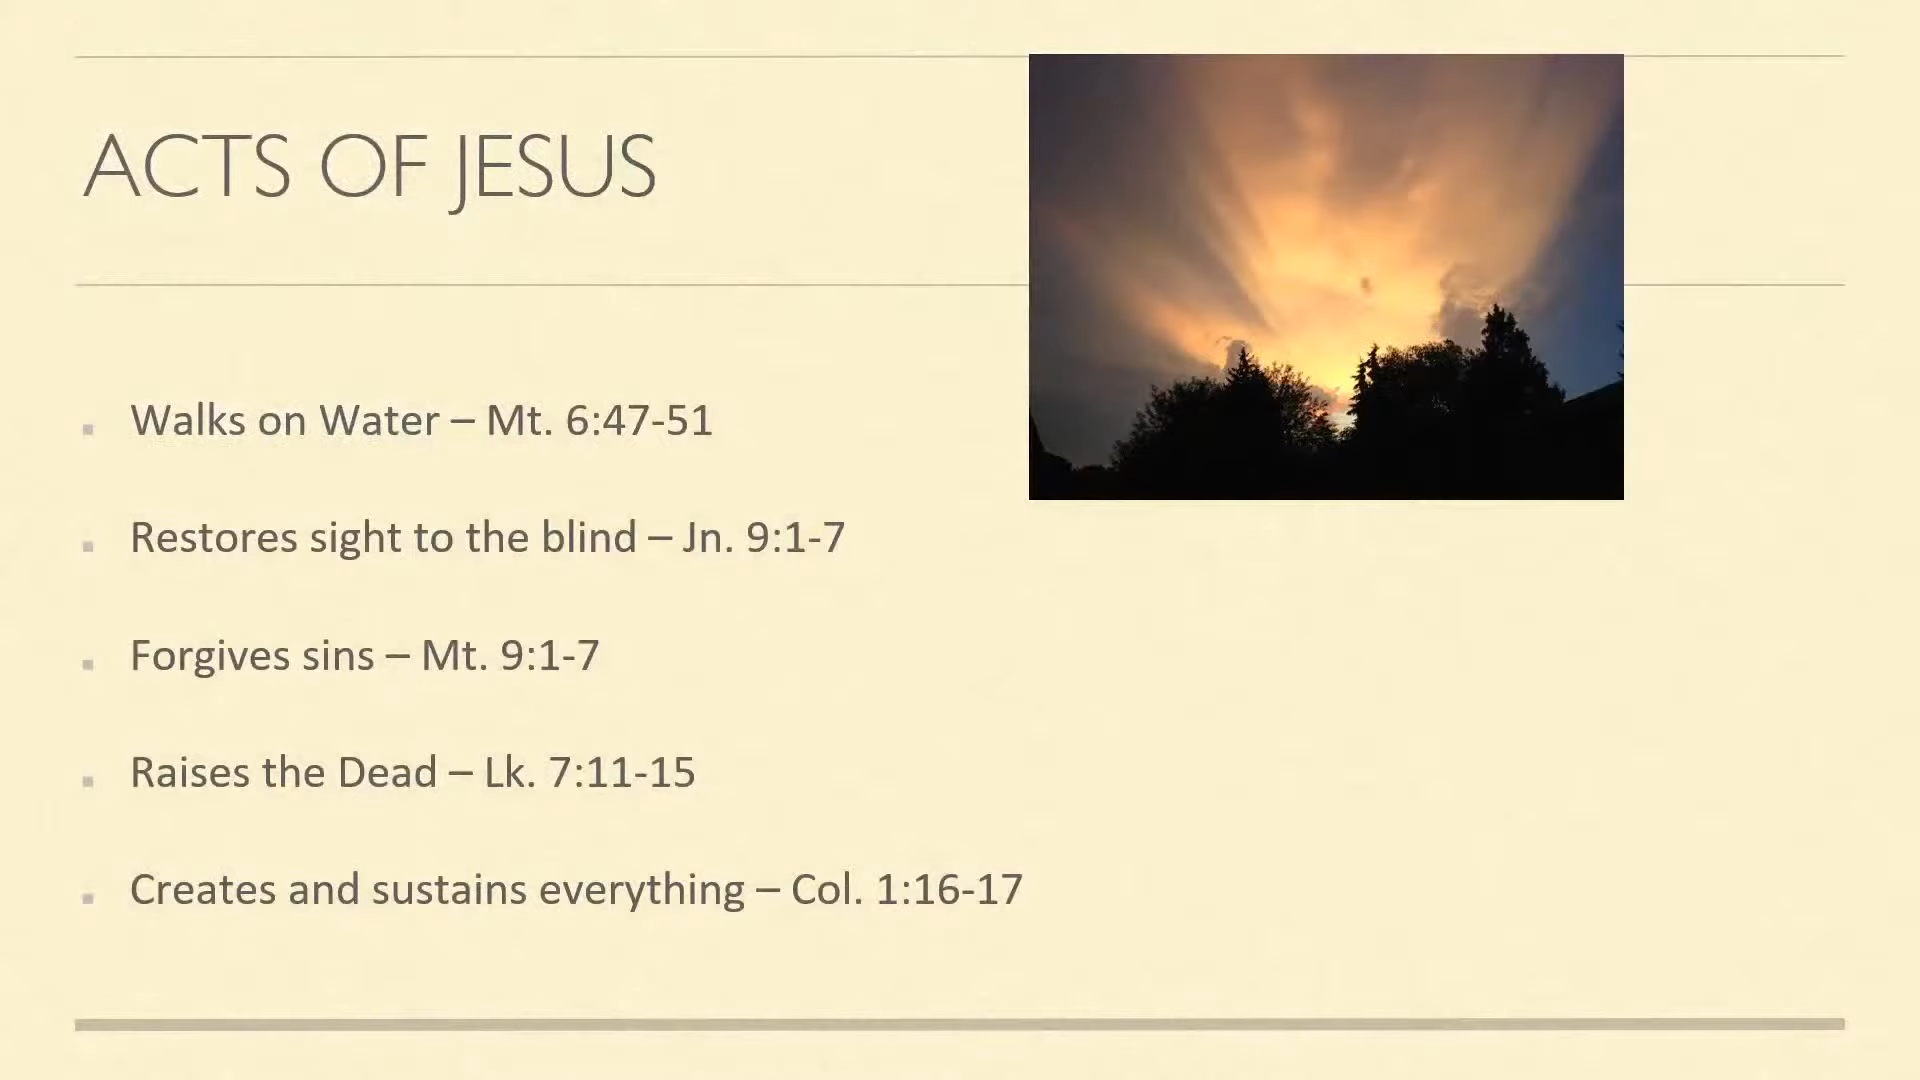 ACTS OF JESUS
Walks on Water – Mt. 6:47-51
Restores sight to the blind – Jn. 9:1-7
Forgives sins – Mt. 9:1-7
Raises the Dead – Lk. 7:11-15
Creates and sustains everything – Col. 1:16-17